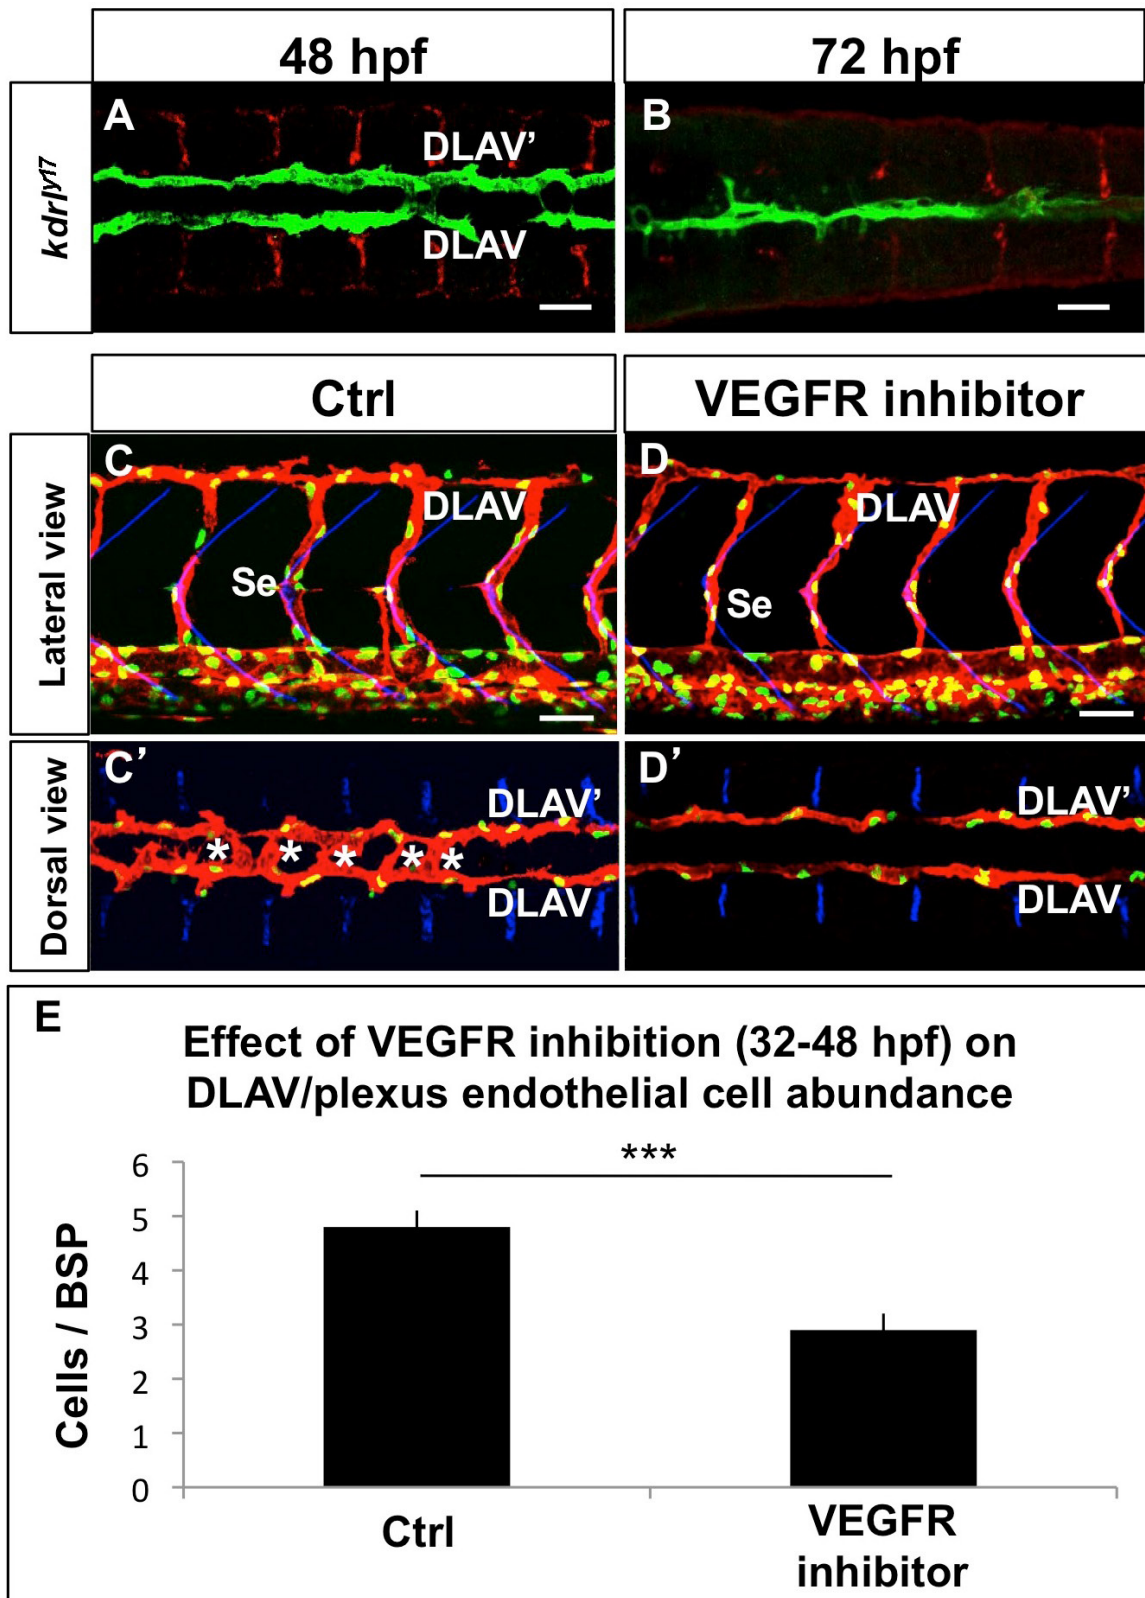 48 hpf
72 hpf
kdrl^y17
A
DLAV’
DLAV
B
Ctrl
VEGFR inhibitor
Lateral view
C
DLAV
Se
D
DLAV
Se
Dorsal view
C’
DLAV’
* * * * *
DLAV
D’
DLAV’
DLAV
E
Effect of VEGFR inhibition (32-48 hpf) on
DLAV/plexus endothelial cell abundance
***
Cells / BSP
6
5
4
3
2
1
0
Ctrl
VEGFR
inhibitor